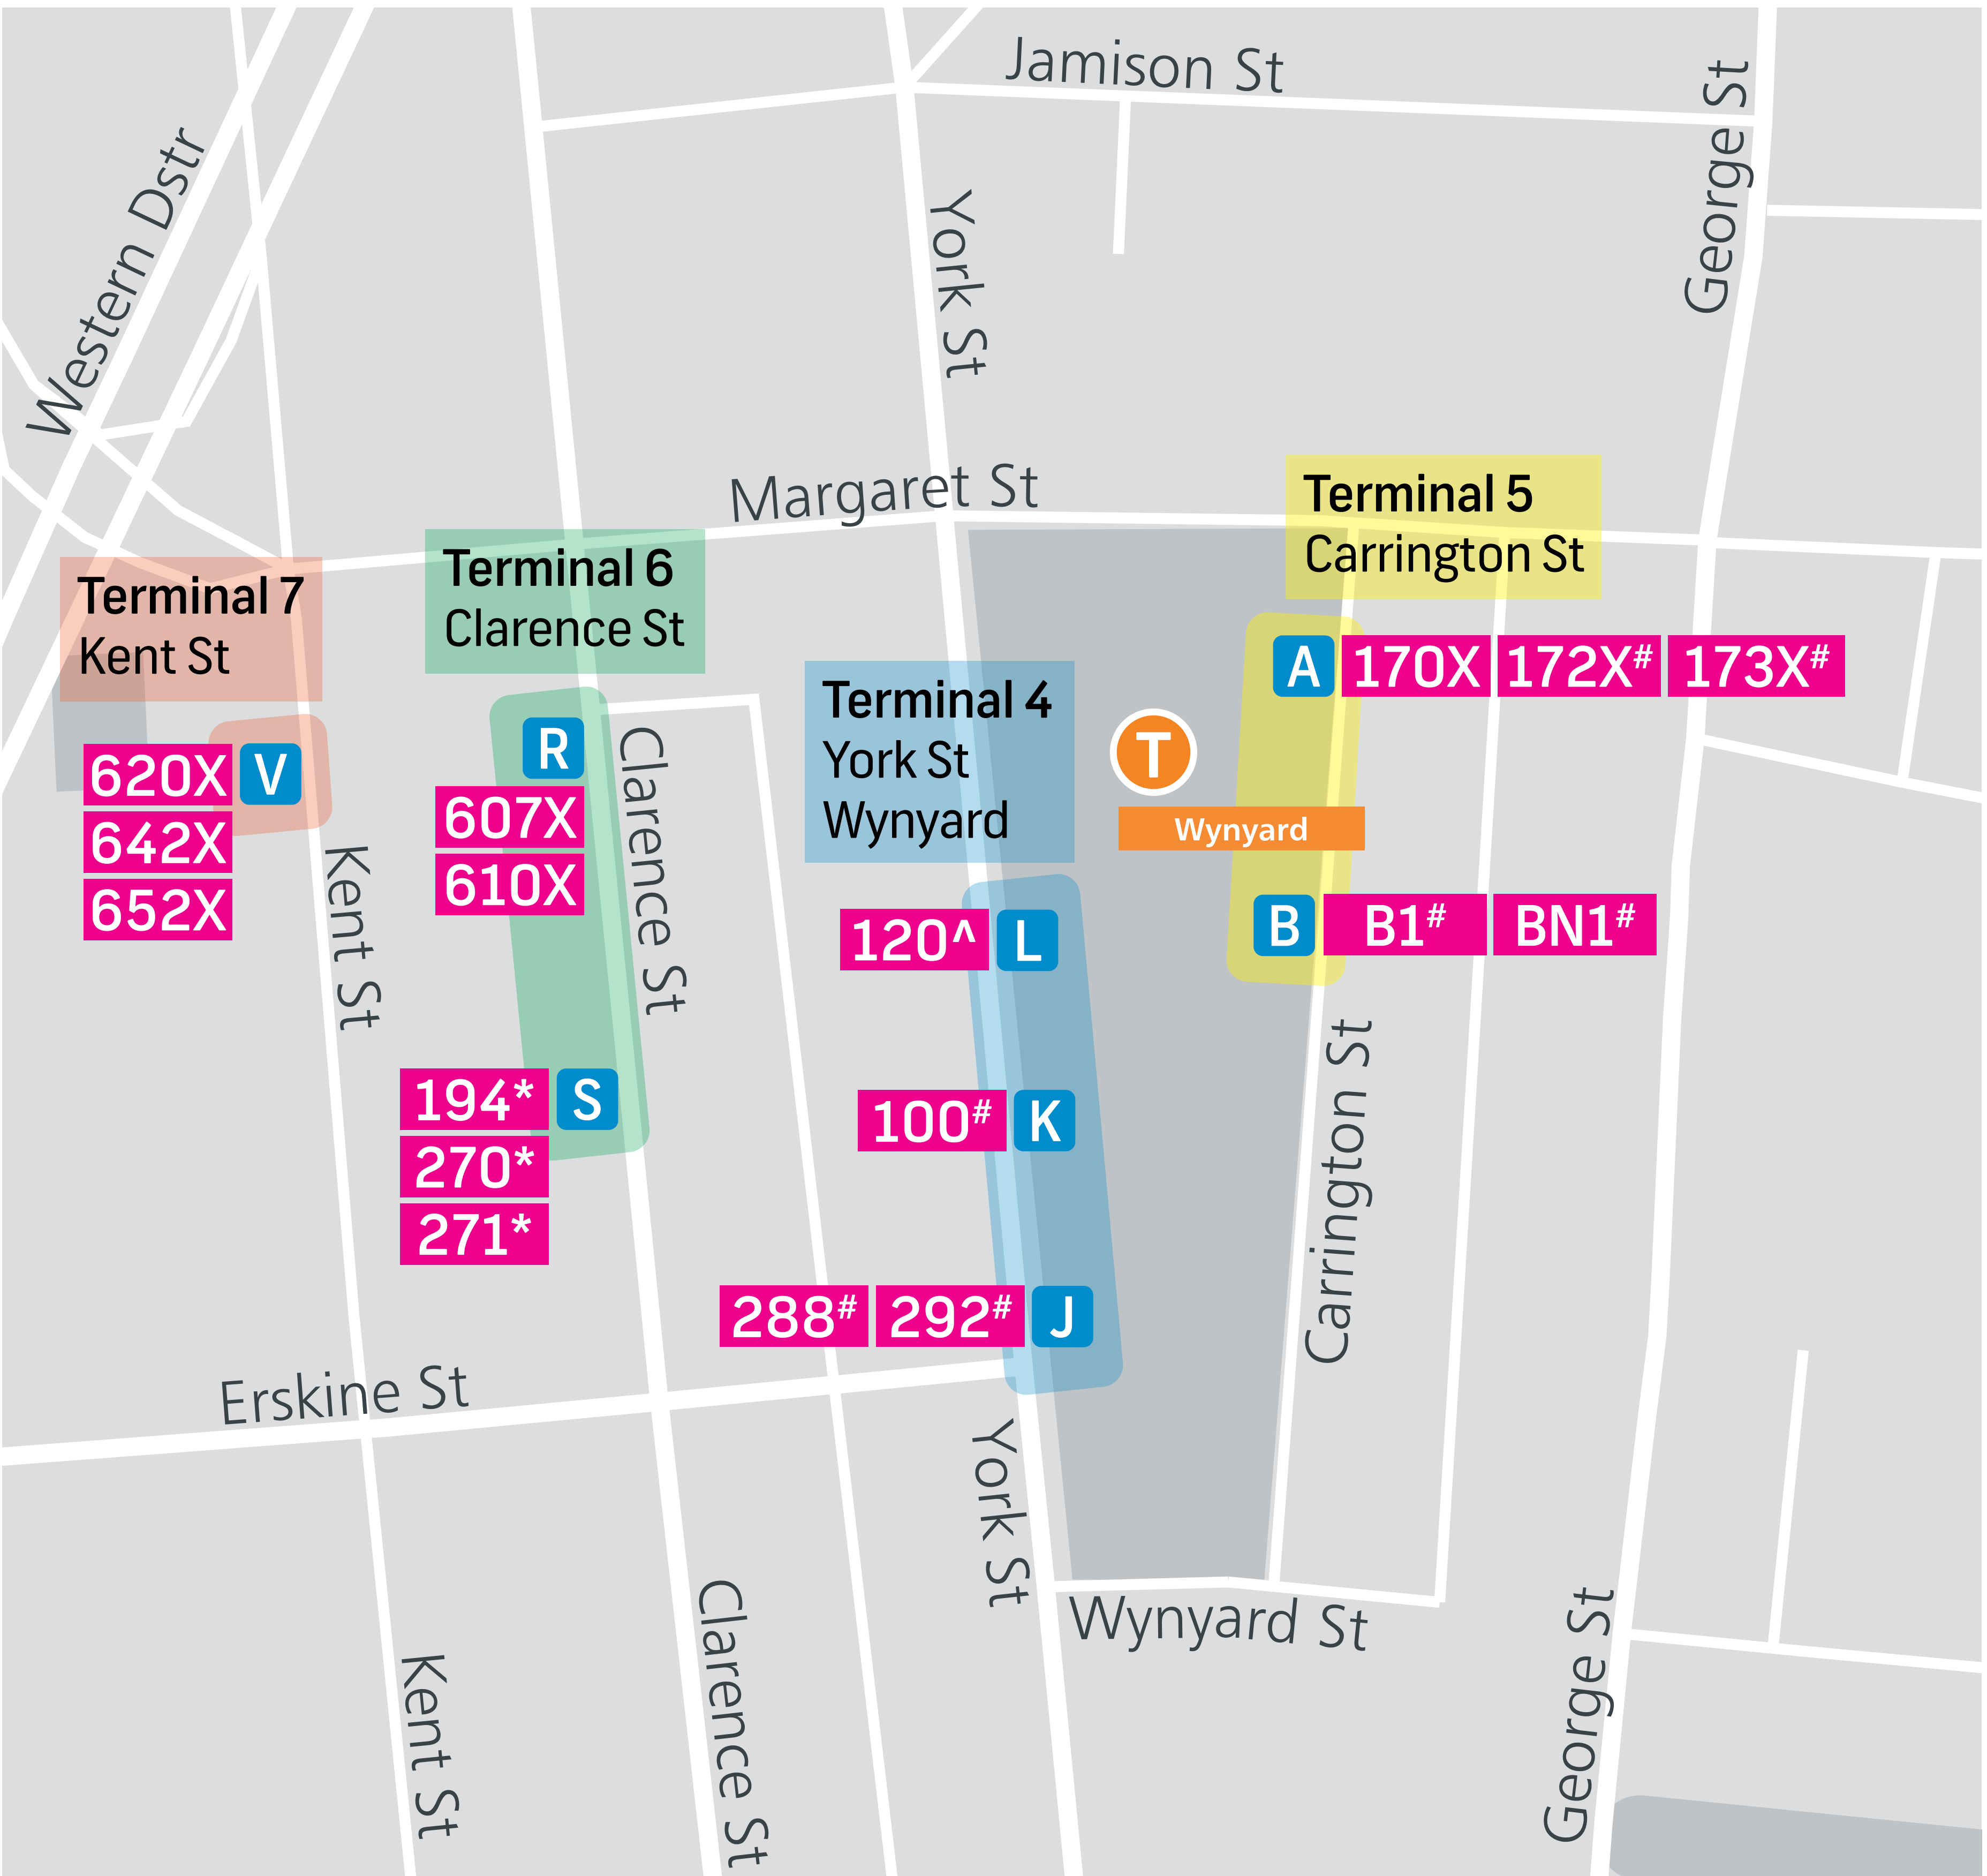 Jamison St
George St
Western Dstr
York St
Margaret St
Terminal 5
Carrington St
Terminal 6
Clarence St
Terminal 7
Kent St
Terminal 4
York St
Wynyard
A 170X 172X# 173X#
T
Wynyard
620X V
642X
652X
R
607X
610X
Clarence St
Kent St
B B1# BN1#
120^ L
194* S
270*
271*
100# K
Carrington St
288# 292# J
Erskine St
York St
Wynyard St
Kent St
Clarence St
George St